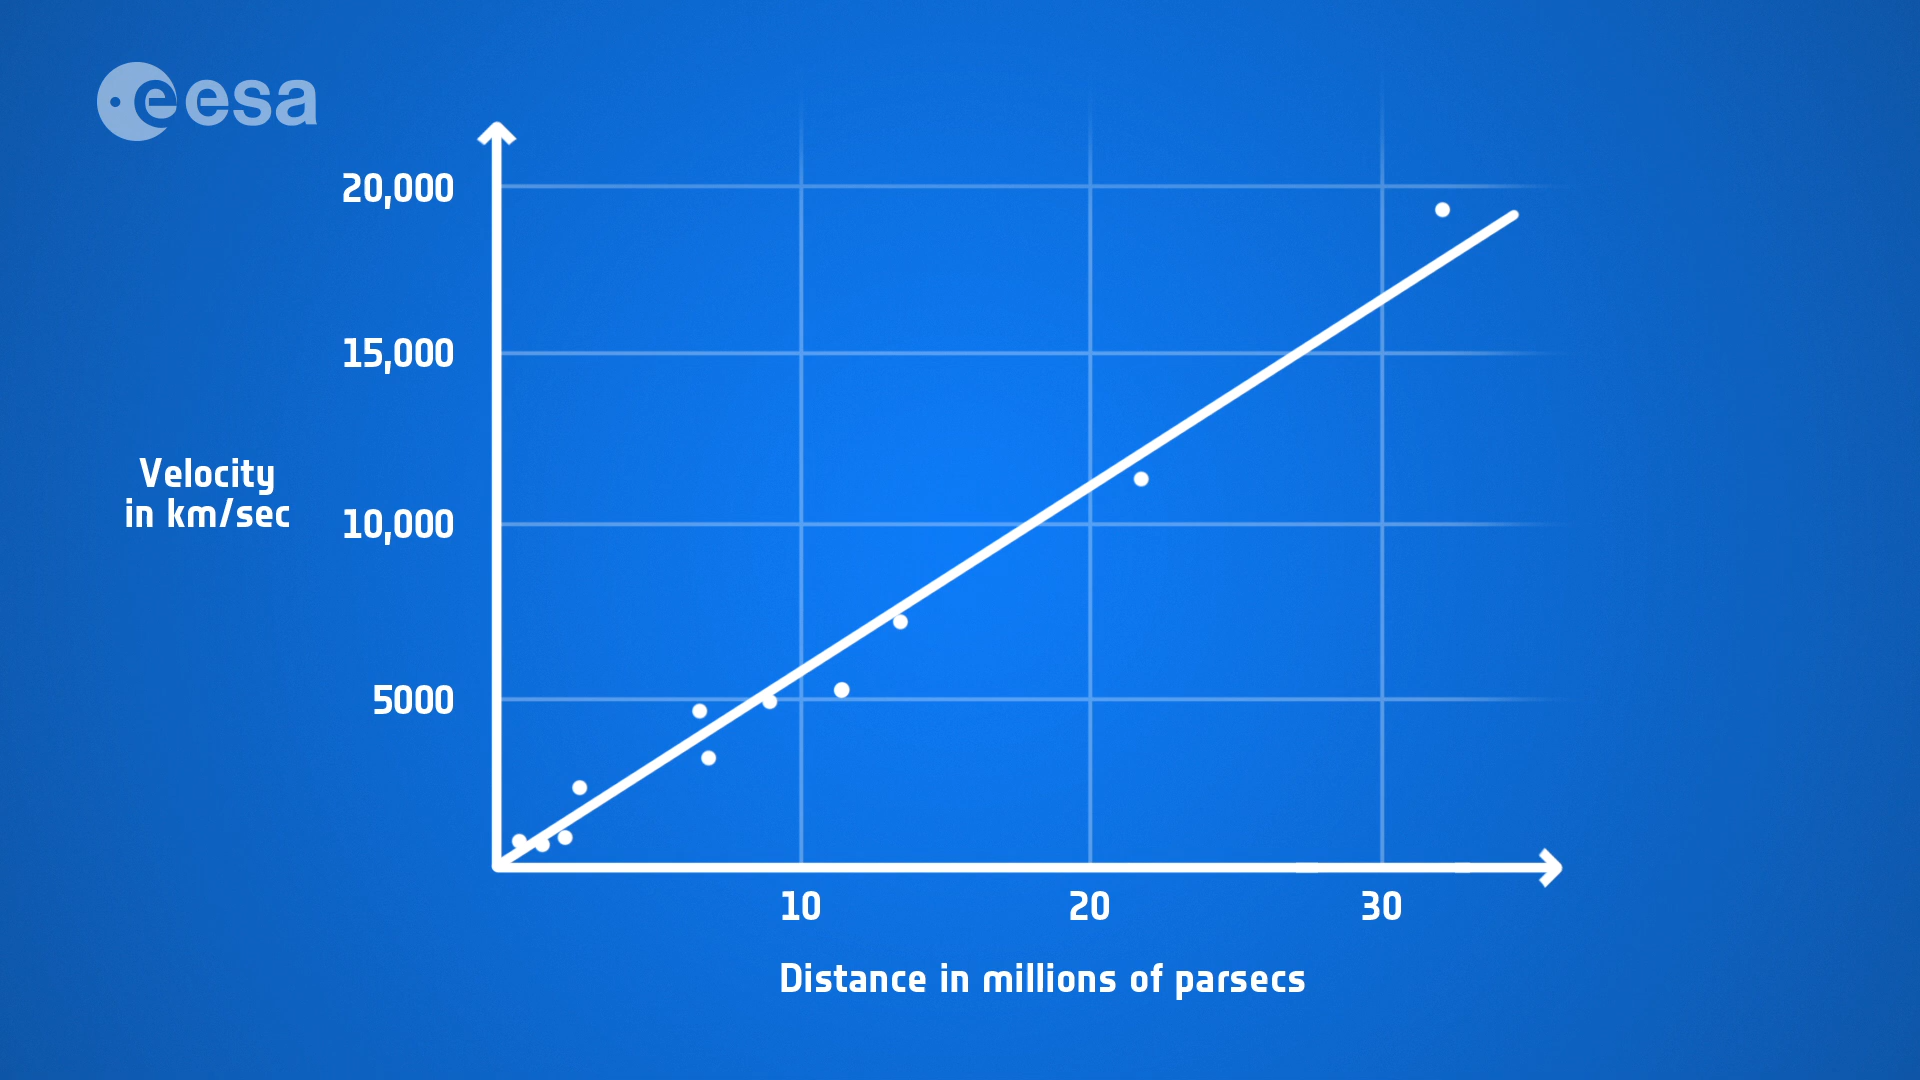 eesa
20,000
15,000
Velocity
in km/sec
10,000
5000
10
20
30
Distance in millions of parsecs